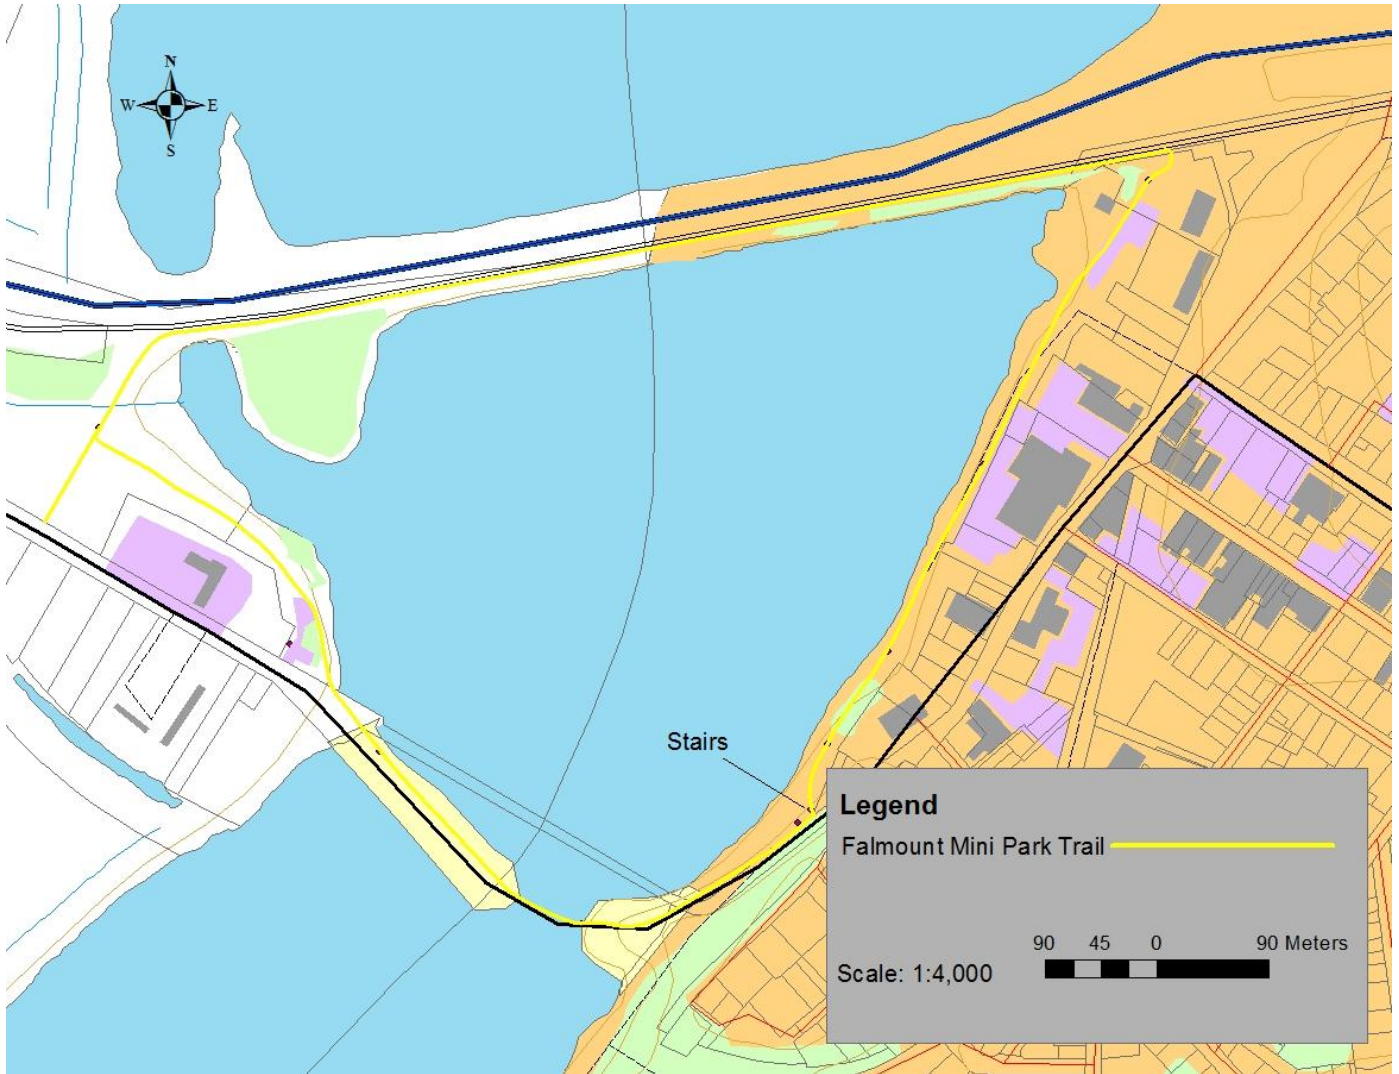 N
W E
S
Stairs
Legend
Falmount Mini Park Trail
90 45 0 90 Meters
Scale: 1:4,000